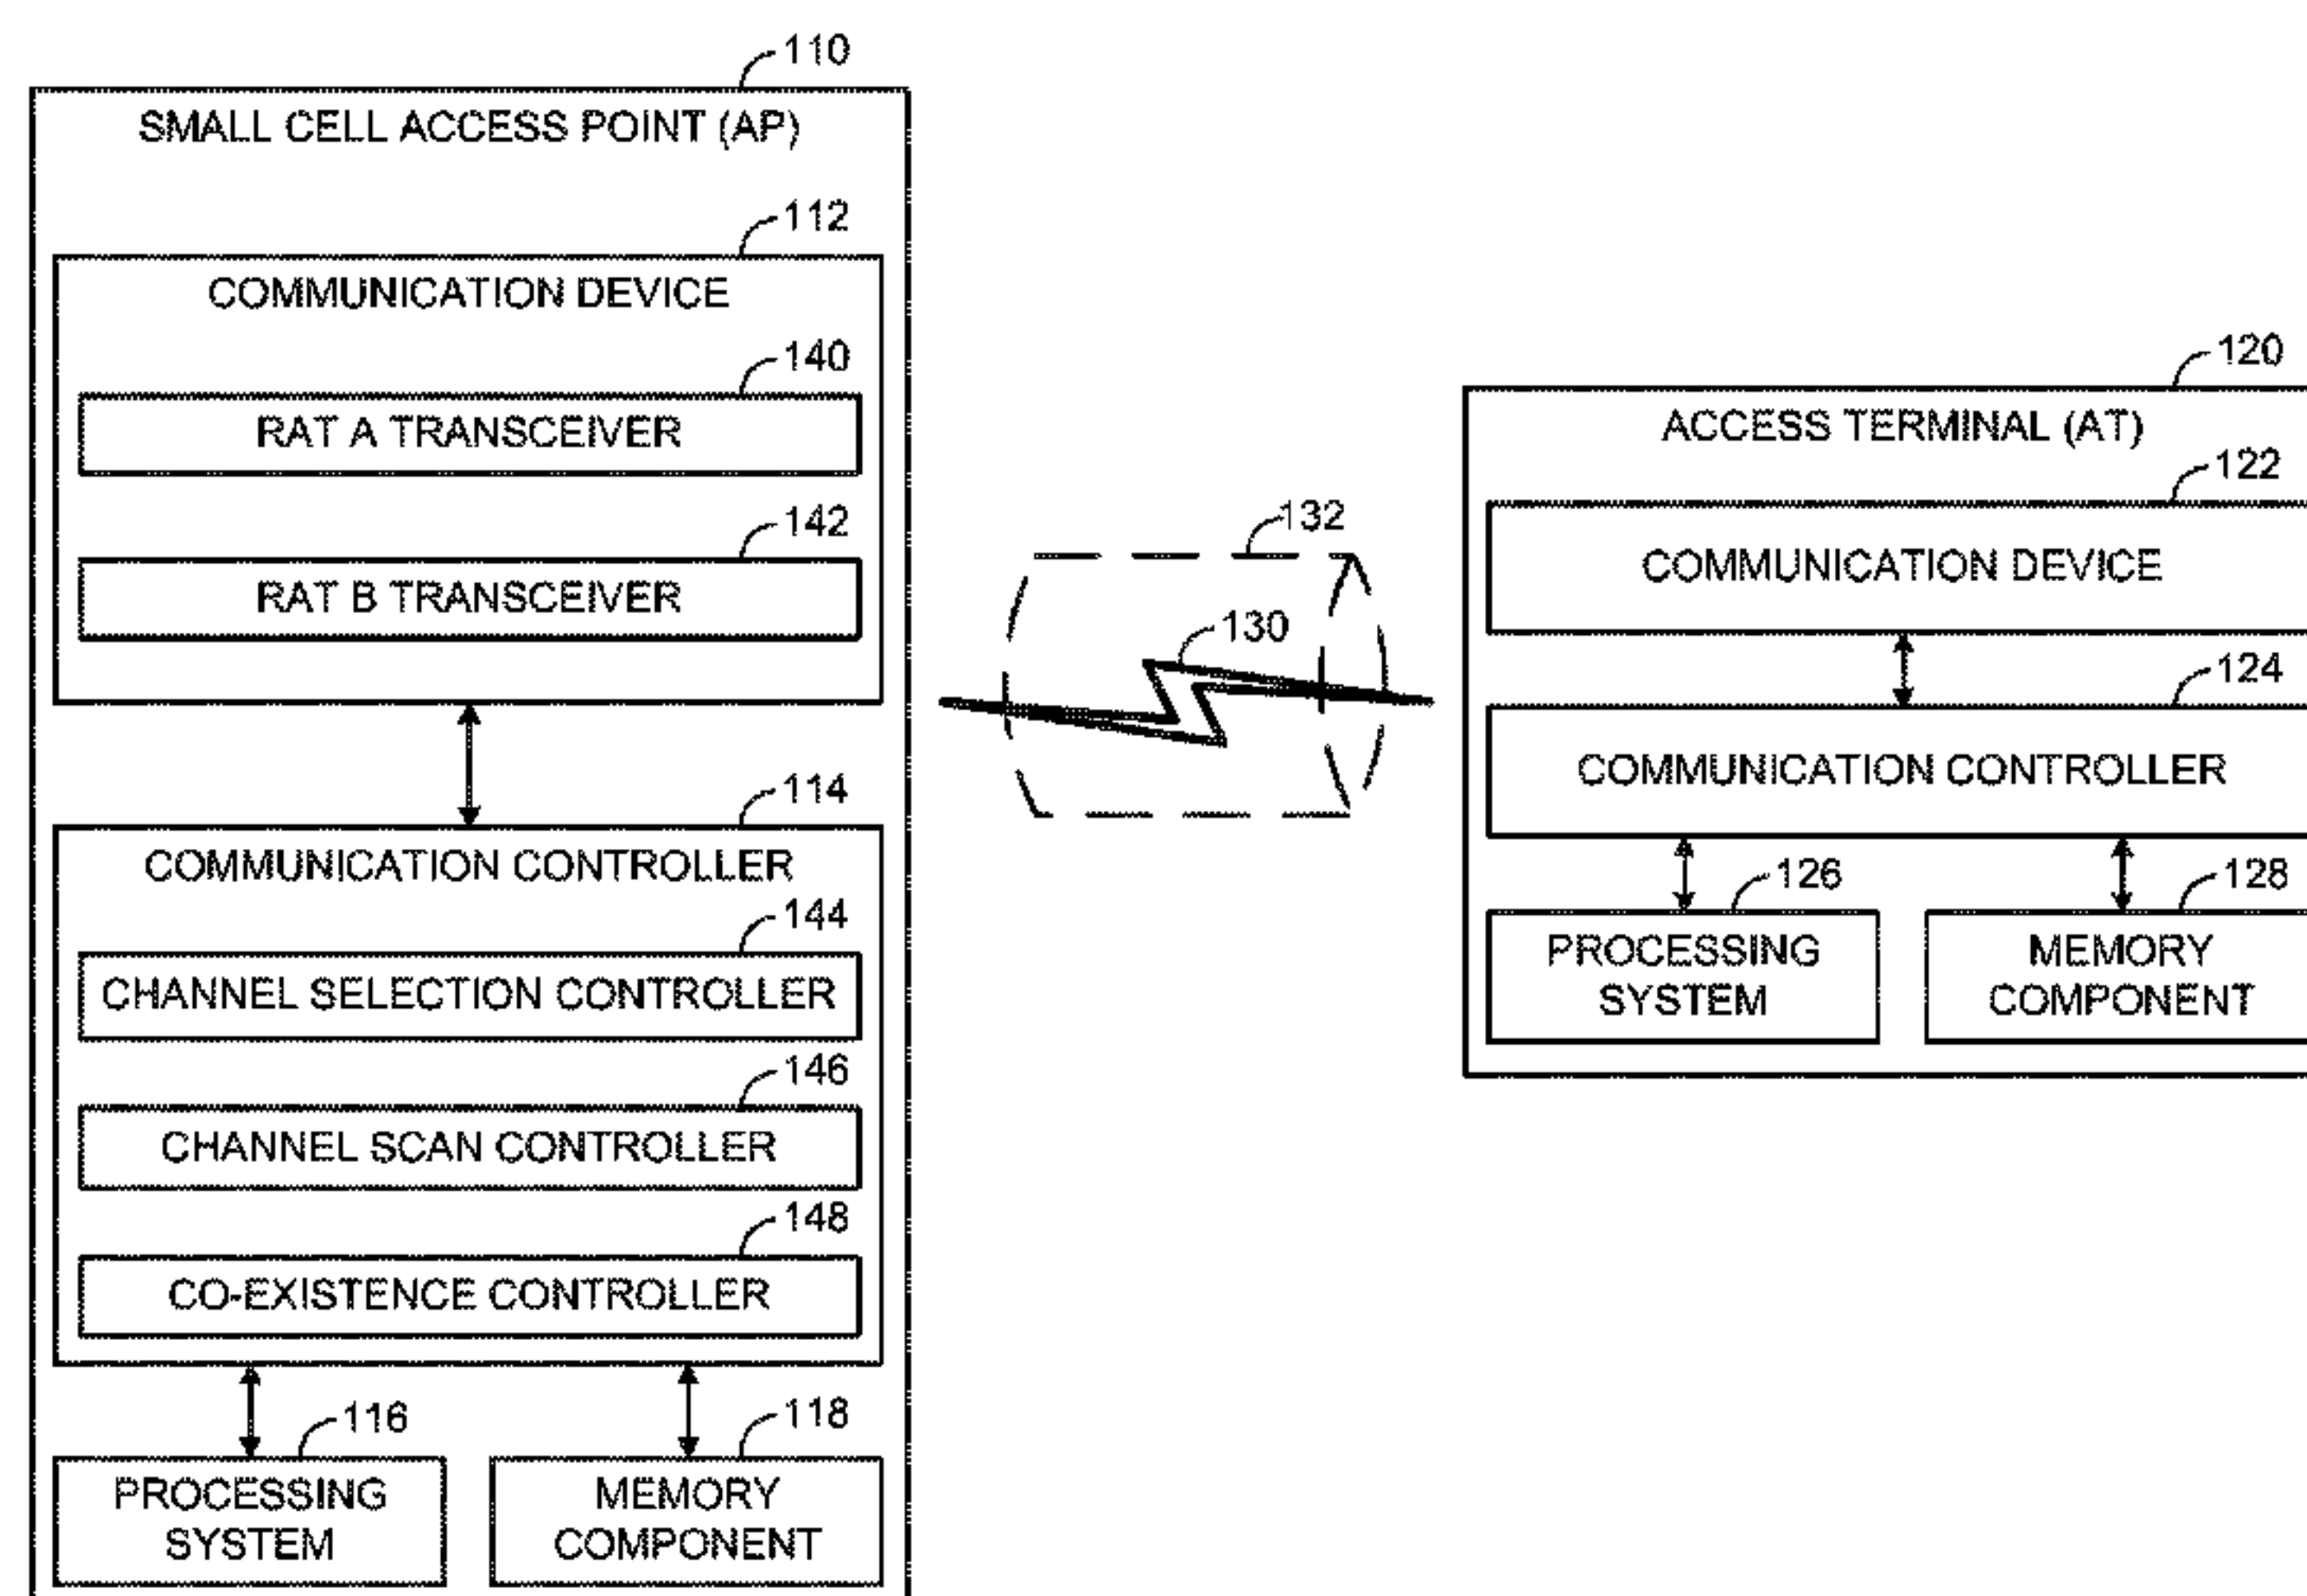 110
SMALL CELL ACCESS POINT (AP)
112
COMMUNICATION DEVICE
140
RAT A TRANSCEIVER
142
RAT B TRANSCEIVER
114
COMMUNICATION CONTROLLER
144
CHANNEL SELECTION CONTROLLER
146
CHANNEL SCAN CONTROLLER
148
CO-EXISTENCE CONTROLLER
116
PROCESSING
SYSTEM
118
MEMORY
COMPONENT
132
130
120
ACCESS TERMINAL (AT)
122
COMMUNICATION DEVICE
124
COMMUNICATION CONTROLLER
126
PROCESSING
SYSTEM
128
MEMORY
COMPONENT